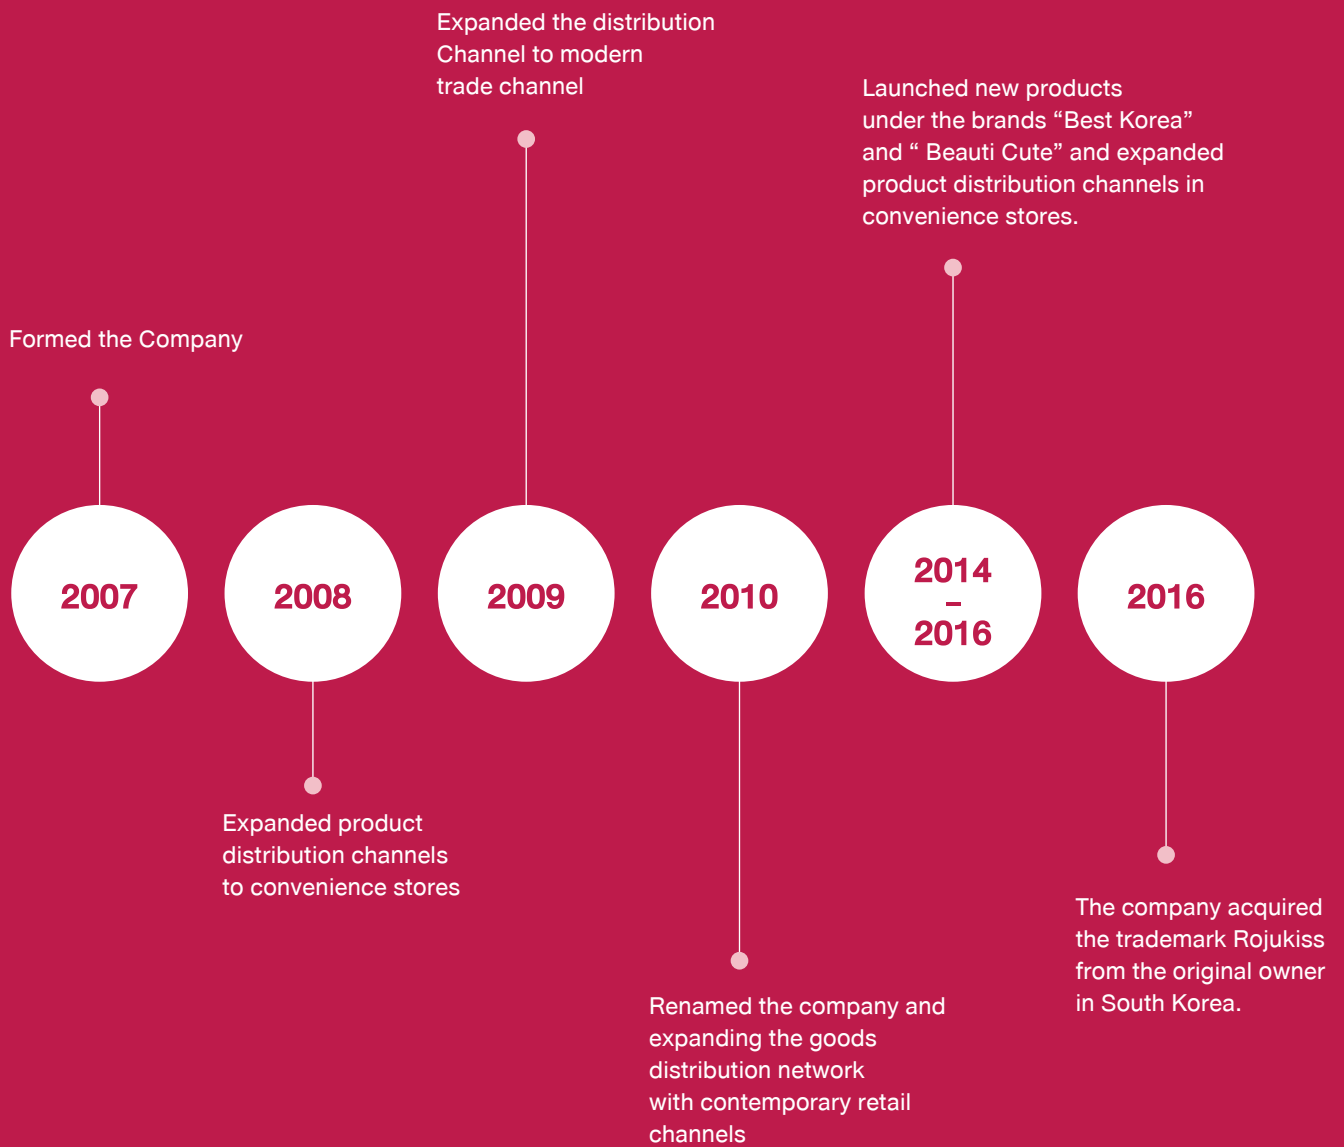 Formed the Company
2007
2008
Expanded product
distribution channels
to convenience stores
Expanded the distribution
Channel to modern
trade channel
2009
2010
Renamed the company and
expanding the goods
distribution network
with contemporary retail
channels
Launched new products
under the brands “Best Korea”
and “ Beauti Cute” and expanded
product distribution channels in
convenience stores.
2014
–
2016
2016
The company acquired
the trademark Rojukiss
from the original owner
in South Korea.